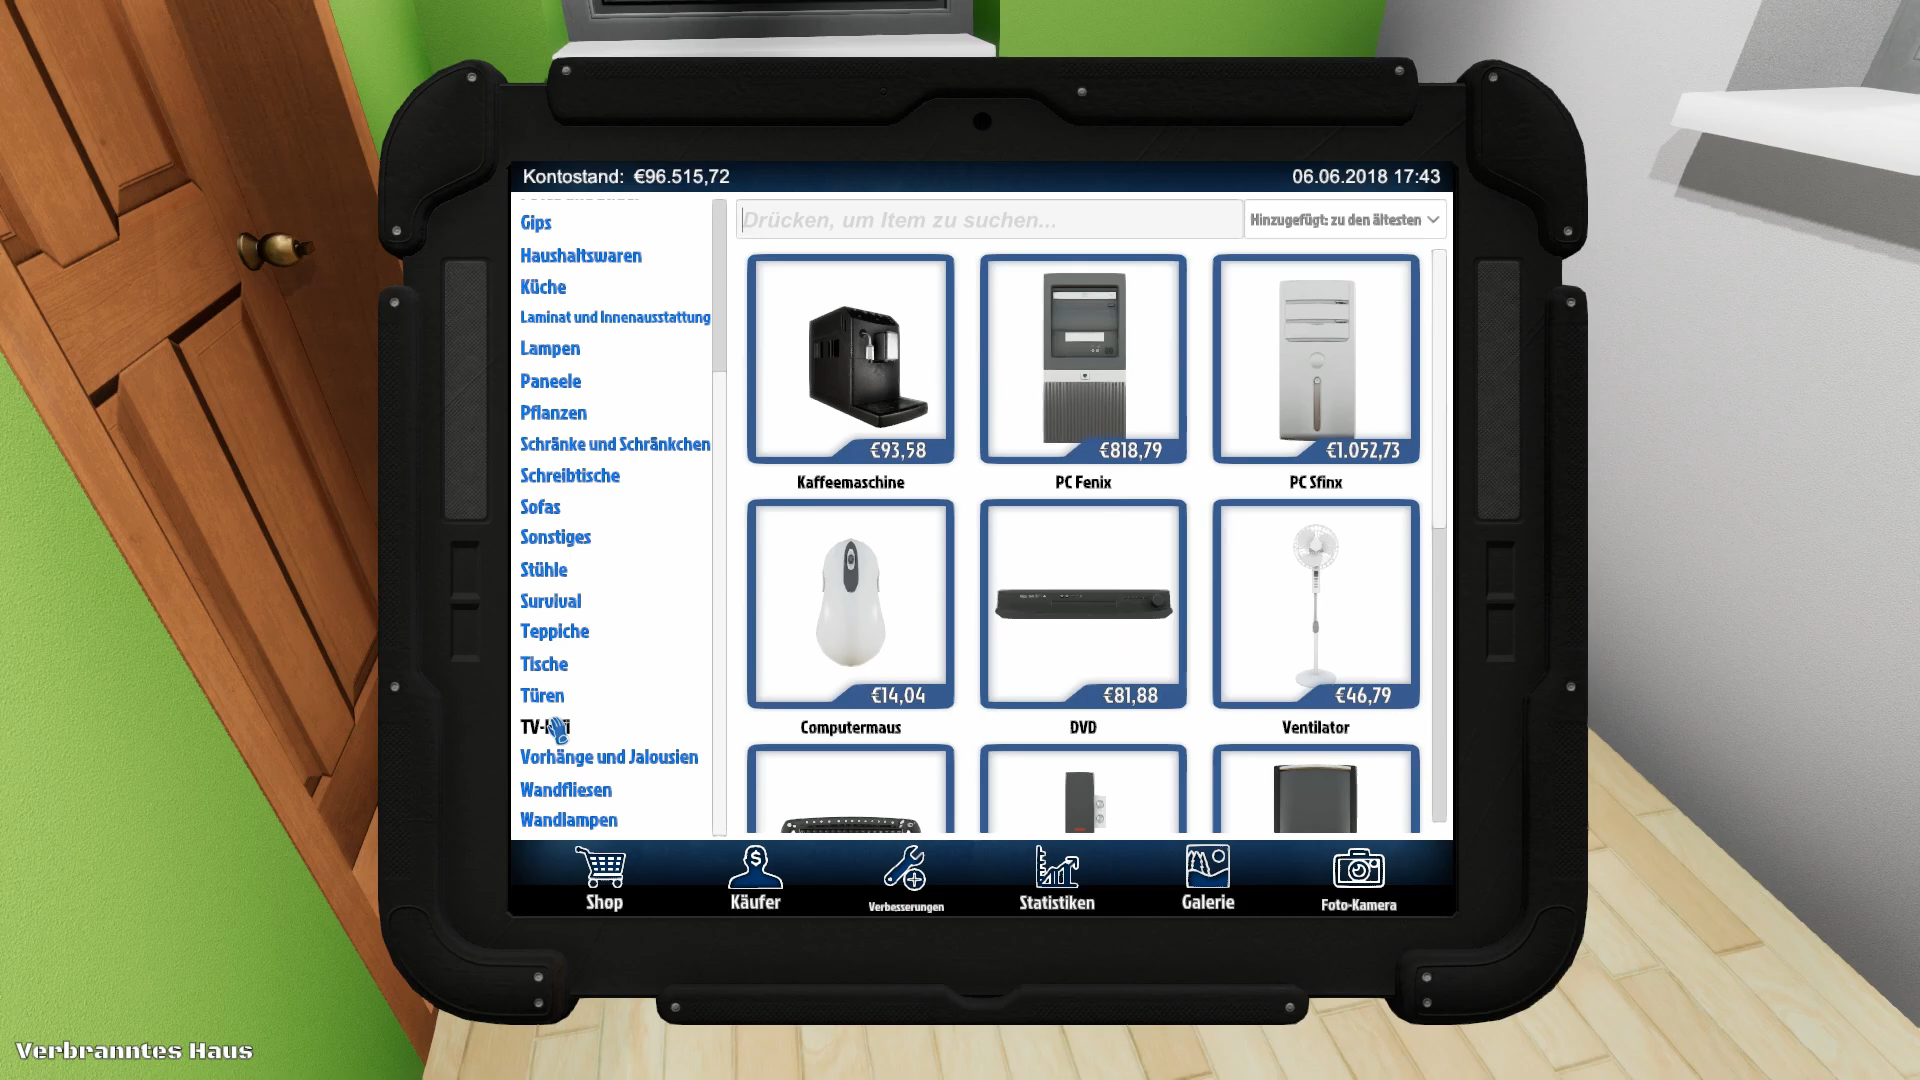 Kontostand: €96.515,72
06.06.2018 17:43
Gips
Haushaltswaren
Küche
Laminat und Innenausstattung
Lampen
Paneele
Pflanzen
Schränke und Schränkchen
Schreibtische
Sofas
Sonstiges
Stühle
Survival
Teppiche
Tische
Türen
Vorhänge und Jalousien
Wandfliesen
Wandlampen
Drücken, um Item zu suchen...
Hinzugefügt: zu den ältesten
€93,58
€818,79
€1.052,73
Kaffeemaschine
PC Fenix
PC Sfinx
€14,04
€81,88
€46,79
Computermaus
DVD
Ventilator
Shop
Käufer
Verbesserungen
Statistiken
Galerie
Foto-Kamera
Verbranntes Haus